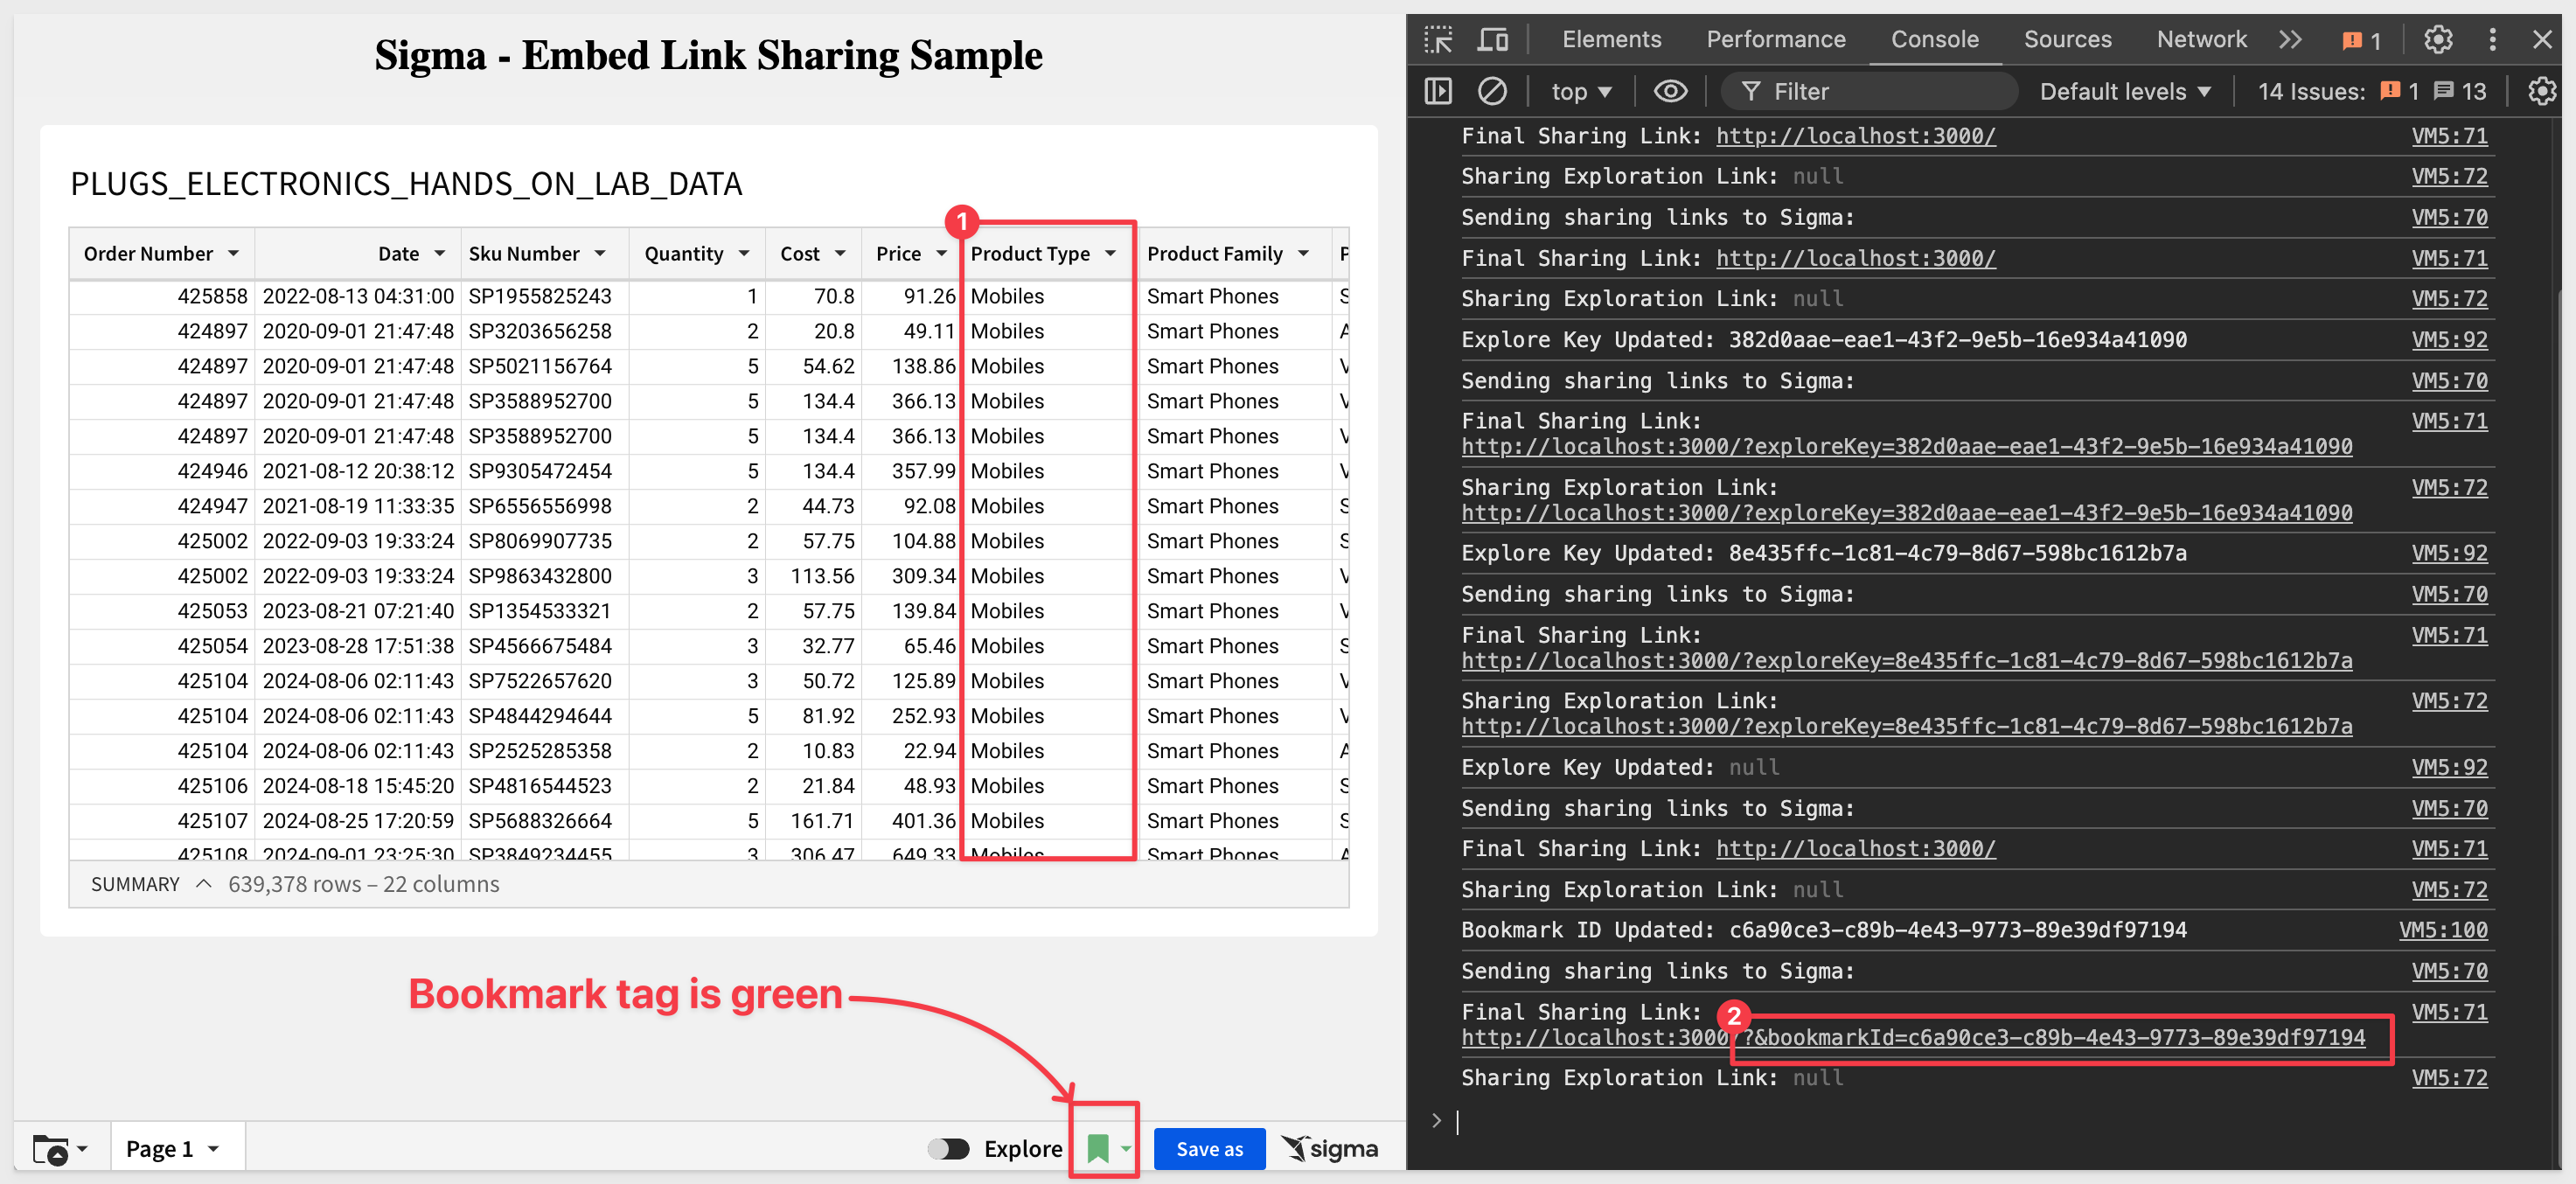 Sigma - Embed Link Sharing Sample
PLUGS_ELECTRONICS_HANDS_ON_LAB_DATA
1
Order Number Date Sku Number Quantity Cost Price Product Type Product Family P
425858 2022-08-13 04:31:00 SP1955825243 1 70.8 91.26 Mobiles Smart Phones S
424897 2020-09-01 21:47:48 SP3203656258 2 20.8 49.11 Mobiles Smart Phones A
424897 2020-09-01 21:47:48 SP5021156764 5 54.62 138.86 Mobiles Smart Phones V
424897 2020-09-01 21:47:48 SP3588952700 5 134.4 366.13 Mobiles Smart Phones V
424897 2020-09-01 21:47:48 SP3588952700 5 134.4 366.13 Mobiles Smart Phones V
424946 2021-08-12 20:38:12 SP9305472454 5 134.4 357.99 Mobiles Smart Phones V
424947 2021-08-19 11:33:35 SP6556556998 2 44.73 92.08 Mobiles Smart Phones S
425002 2022-09-03 19:33:24 SP8069907735 2 57.75 104.88 Mobiles Smart Phones S
425002 2022-09-03 19:33:24 SP9863432800 3 113.56 309.34 Mobiles Smart Phones V
425053 2023-08-21 07:21:40 SP1354533321 2 57.75 139.84 Mobiles Smart Phones V
425054 2023-08-28 17:51:38 SP4566675484 3 32.77 65.46 Mobiles Smart Phones S
425104 2024-08-06 02:11:43 SP7522657620 3 50.72 125.89 Mobiles Smart Phones V
425104 2024-08-06 02:11:43 SP4844294644 5 81.92 252.93 Mobiles Smart Phones V
425104 2024-08-06 02:11:43 SP2525285358 2 10.83 22.94 Mobiles Smart Phones A
425106 2024-08-18 15:45:20 SP4816544523 2 21.84 48.93 Mobiles Smart Phones S
425107 2024-08-25 17:20:59 SP5688326664 5 161.71 401.36 Mobiles Smart Phones S
425108 2024-09-01 23:25:30 SP3849234455 3 306.47 649.33 Mobiles Smart Phones A
SUMMARY 639,378 rows – 22 columns
Bookmark tag is green
Page 1 Explore Save as sigma
Elements Performance Console Sources Network 1
top Filter Default levels 14 Issues: 1 13
Final Sharing Link: http://localhost:3000/ VM5:71
Sharing Exploration Link: null VM5:72
Sending sharing links to Sigma: VM5:70
Final Sharing Link: http://localhost:3000/ VM5:71
Sharing Exploration Link: null VM5:72
Explore Key Updated: 382d0aae-eae1-43f2-9e5b-16e934a41090 VM5:92
Sending sharing links to Sigma: VM5:70
Final Sharing Link: VM5:71
http://localhost:3000/?exploreKey=382d0aae-eae1-43f2-9e5b-16e934a41090
Sharing Exploration Link: VM5:72
http://localhost:3000/?exploreKey=382d0aae-eae1-43f2-9e5b-16e934a41090
Explore Key Updated: 8e435ffc-1c81-4c79-8d67-598bc1612b7a VM5:92
Sending sharing links to Sigma: VM5:70
Final Sharing Link: VM5:71
http://localhost:3000/?exploreKey=8e435ffc-1c81-4c79-8d67-598bc1612b7a
Sharing Exploration Link: VM5:72
http://localhost:3000/?exploreKey=8e435ffc-1c81-4c79-8d67-598bc1612b7a
Explore Key Updated: null VM5:92
Sending sharing links to Sigma: VM5:70
Final Sharing Link: http://localhost:3000/ VM5:71
Sharing Exploration Link: null VM5:72
Bookmark ID Updated: c6a90ce3-c89b-4e43-9773-89e39df97194 VM5:100
Sending sharing links to Sigma: VM5:70
Final Sharing Link: 2 VM5:71
http://localhost:3000/?&bookmarkId=c6a90ce3-c89b-4e43-9773-89e39df97194
Sharing Exploration Link: null VM5:72